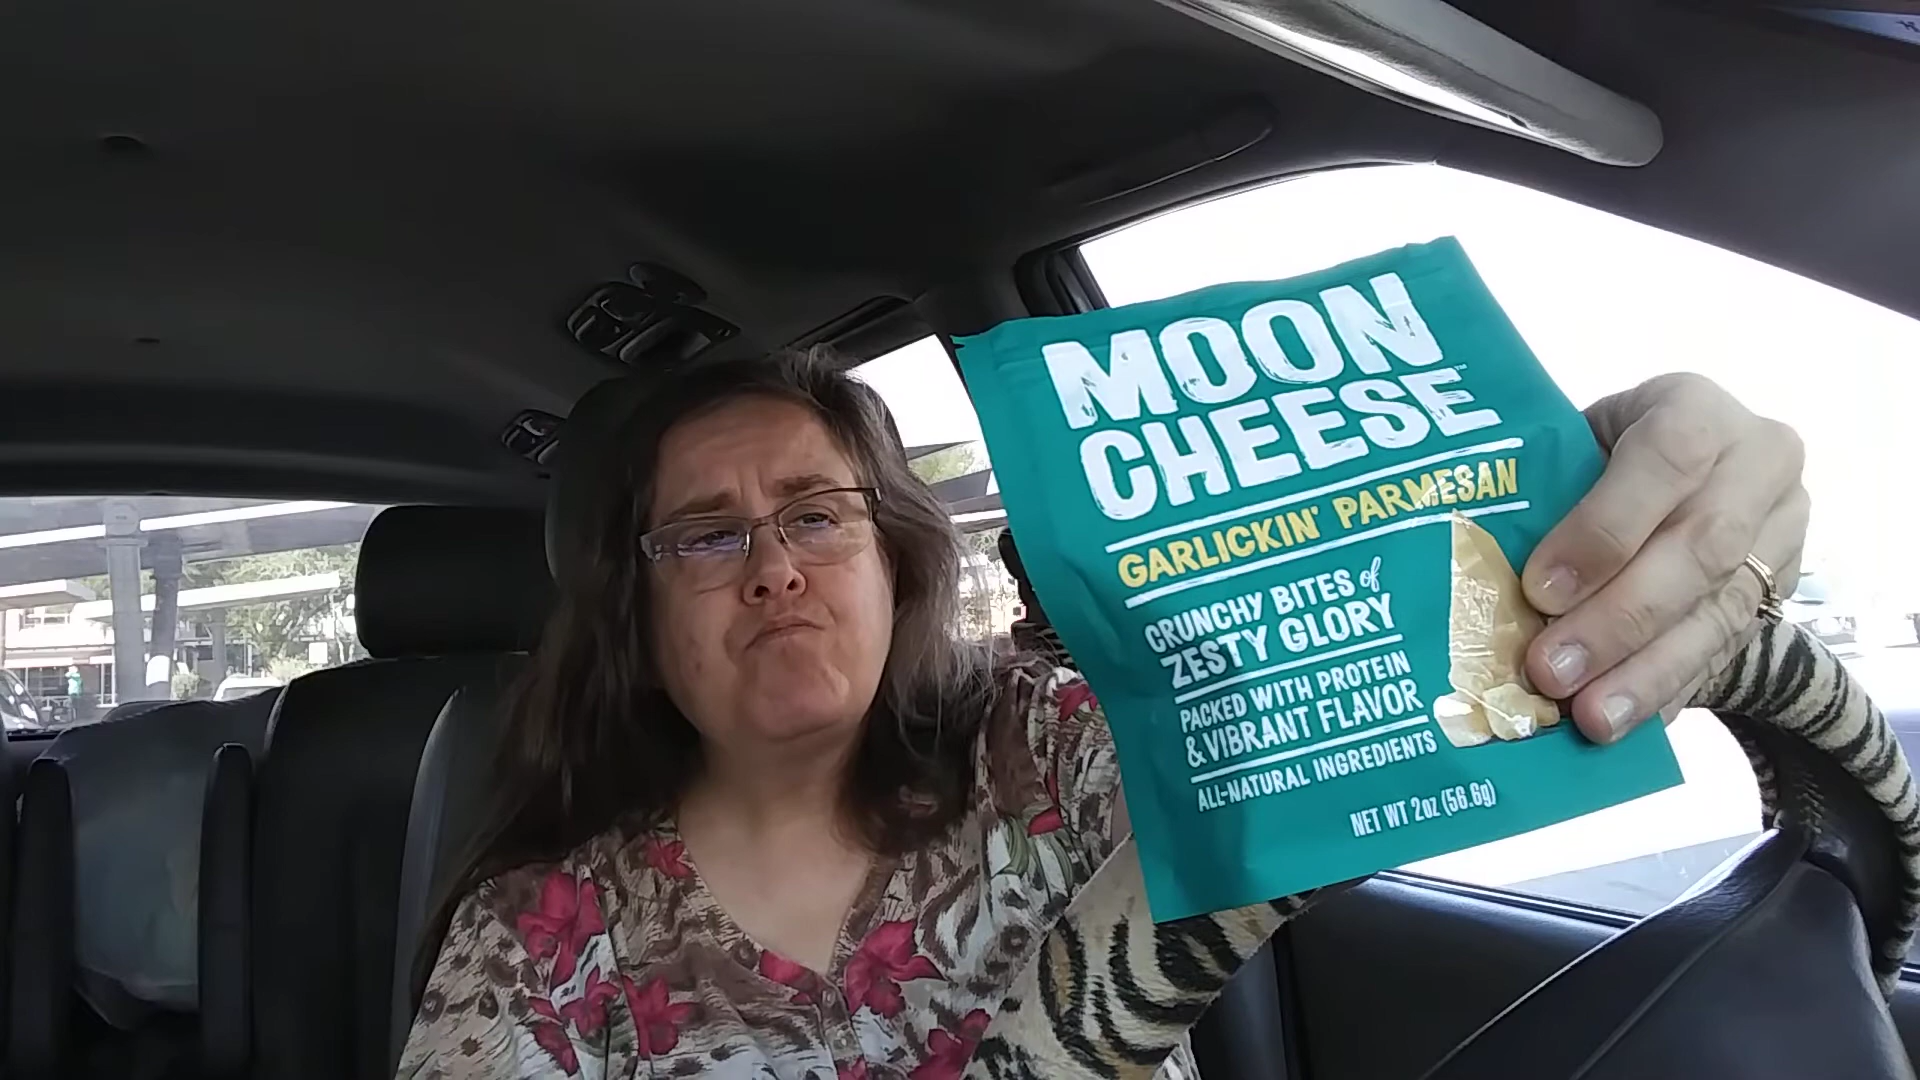 MOON
CHEESE™
GARLICKIN' PARMESAN
CRUNCHY BITES of
ZESTY GLORY
PACKED WITH PROTEIN
& VIBRANT FLAVOR
ALL-NATURAL INGREDIENTS
NET WT 2oz (56.6g)